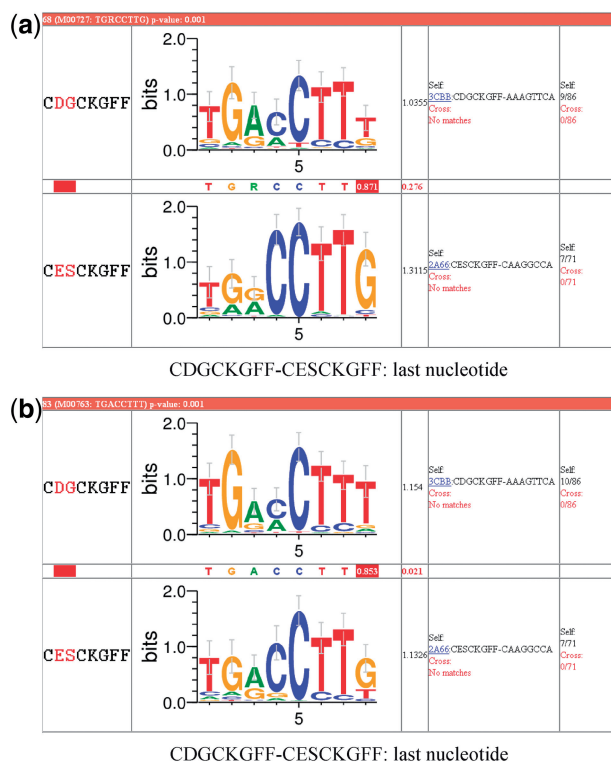 (a)
68 (M00727: TGRCCTTG) p-value: 0.001
CDGCKGFF
bits
2.0
1.0
0.0
5
1.0355
Self:
3CBB:CDGCKGFF-AAAGTTCA
Cross:
No matches
Self:
9/86
Cross:
0/86
T G R C C T T 0.871 0.276
CESCKGFF
bits
2.0
1.0
0.0
5
1.3115
Self:
2A66:CESCKGFF-CAAGGCCA
Cross:
No matches
Self:
7/71
Cross:
0/71
CDGCKGFF-CESCKGFF: last nucleotide
(b)
83 (M00763: TGACCTTT) p-value: 0.001
CDGCKGFF
bits
2.0
1.0
0.0
5
1.154
Self:
3CBB:CDGCKGFF-AAAGTTCA
Cross:
No matches
Self:
10/86
Cross:
0/86
T G A C C T T 0.853 0.021
CESCKGFF
bits
2.0
1.0
0.0
5
1.1326
Self:
2A66:CESCKGFF-CAAGGCCA
Cross:
No matches
Self:
7/71
Cross:
0/71
CDGCKGFF-CESCKGFF: last nucleotide